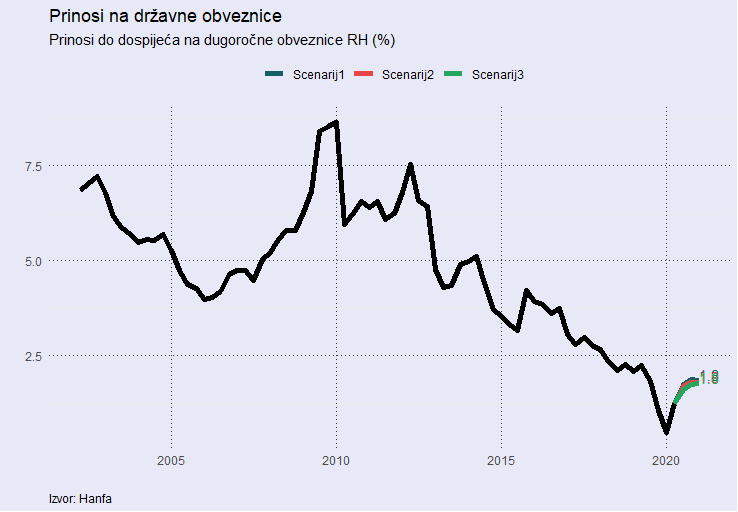 Prinosi na državne obveznice
Prinosi do dospijeća na dugoročne obveznice RH (%)
Scenarij1 Scenarij2 Scenarij3
7.5
5.0
2.5
2005 2010 2015 2020
Izvor: Hanfa